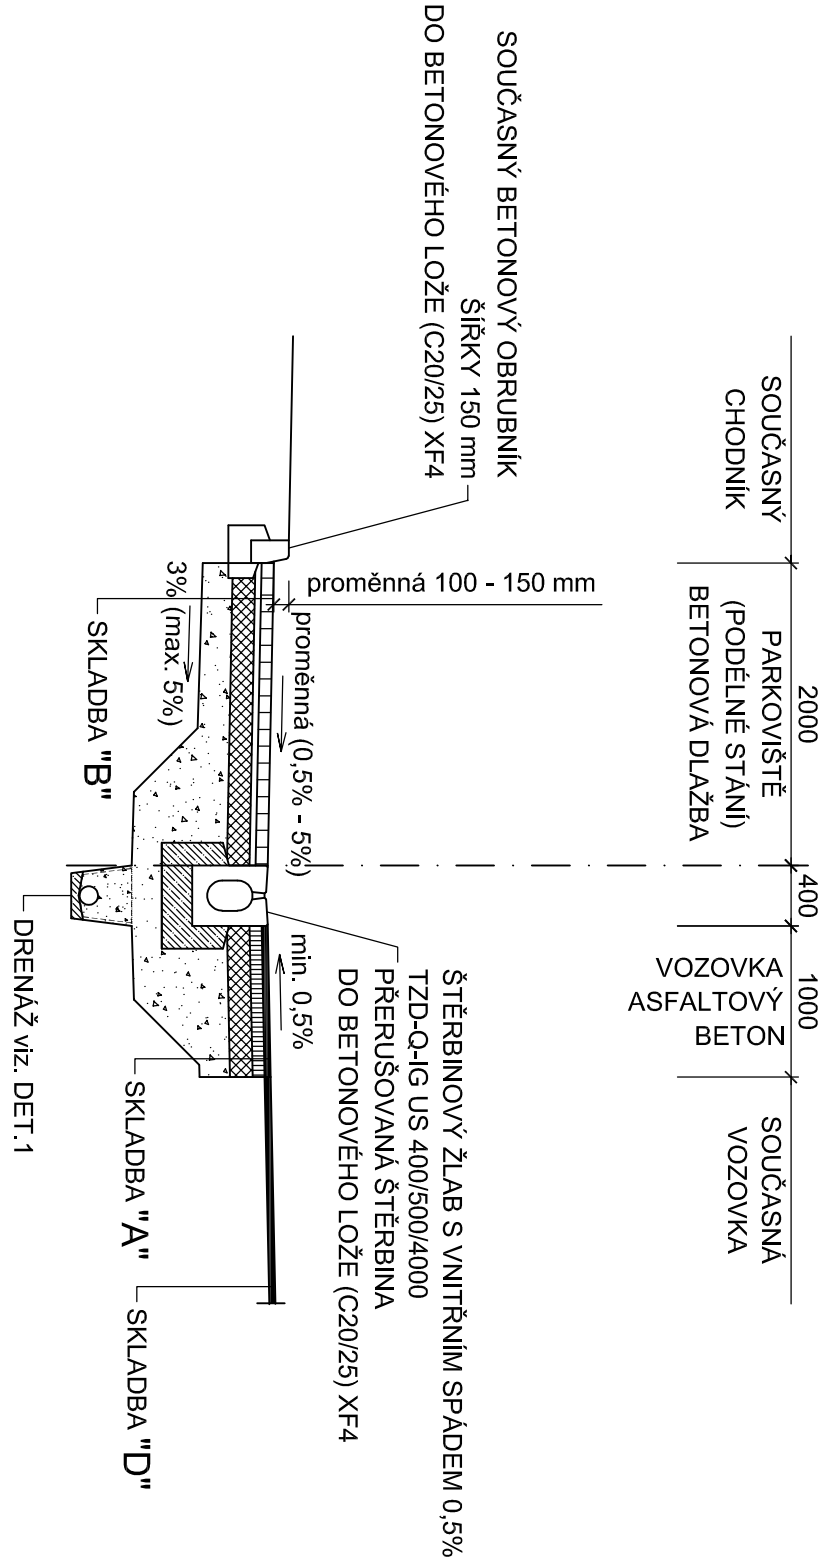 SOUČASNÝ BETONOVÝ OBRUBNÍK
ŠÍŘKY 150 mm
DO BETONOVÉHO LOŽE (C20/25) XF4
SOUČASNÝ
CHODNÍK
2000
PARKOVIŠTĚ
(PODÉLNÉ STÁNÍ)
BETONOVÁ DLAŽBA
400
1000
VOZOVKA
ASFALTOVÝ
BETON
SOUČASNÁ
VOZOVKA
proměnná 100 - 150 mm
proměnná (0,5% - 5%)
3% (max. 5%)
min. 0,5%
ŠTĚRBINOVÝ ŽLAB S VNITŘNÍM SPÁDEM 0,5%
TZD-Q-IG US 400/500/4000
PŘERUŠOVANÁ ŠTĚRBINA
DO BETONOVÉHO LOŽE (C20/25) XF4
SKLADBA "B"
DRENÁŽ viz. DET.1
SKLADBA "A"
SKLADBA "D"